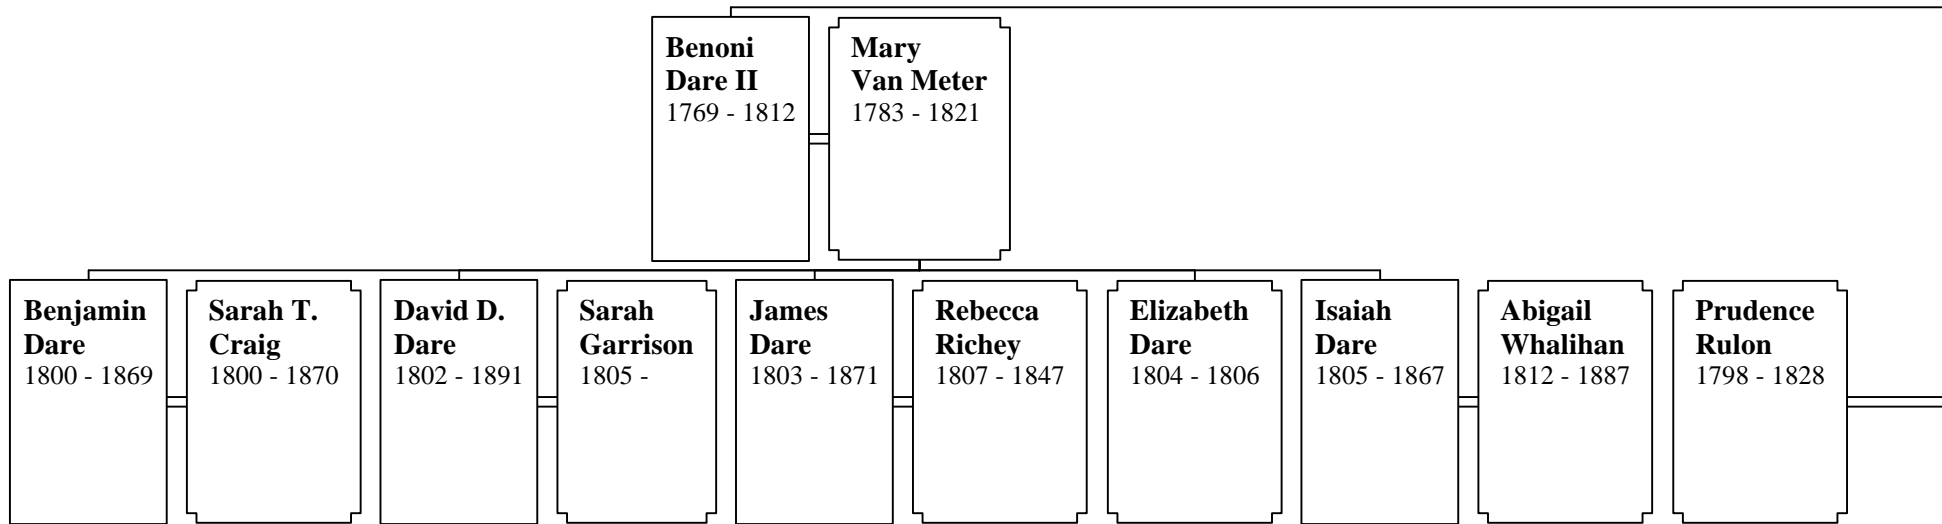 Benoni
Dare II
1769 - 1812
Mary
Van Meter
1783 - 1821
Benjamin
Dare
1800 - 1869
Sarah T.
Craig
1800 - 1870
David D.
Dare
1802 - 1891
Sarah
Garrison
1805 -
James
Dare
1803 - 1871
Rebecca
Richey
1807 - 1847
Elizabeth
Dare
1804 - 1806
Isaiah
Dare
1805 - 1867
Abigail
Whalihan
1812 - 1887
Prudence
Rulon
1798 - 1828